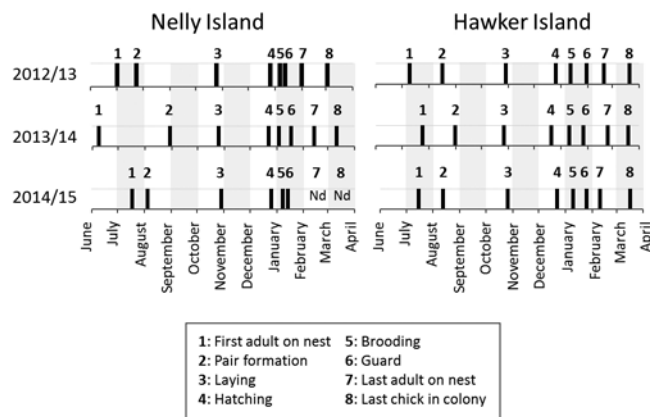 Nelly Island Hawker Island
1 2 3 4 5 6 7 8 1 2 3 4 5 6 7 8
2012/13
1 2 3 4 5 6 7 8 1 2 3 4 5 6 7 8
2013/14
1 2 3 4 5 6 7 8 1 2 3 4 5 6 7 8
2014/15 Nd Nd
June July August September October November December January February March April June July August September October November December January February March April
1: First adult on nest 5: Brooding
2: Pair formation 6: Guard
3: Laying 7: Last adult on nest
4: Hatching 8: Last chick in colony